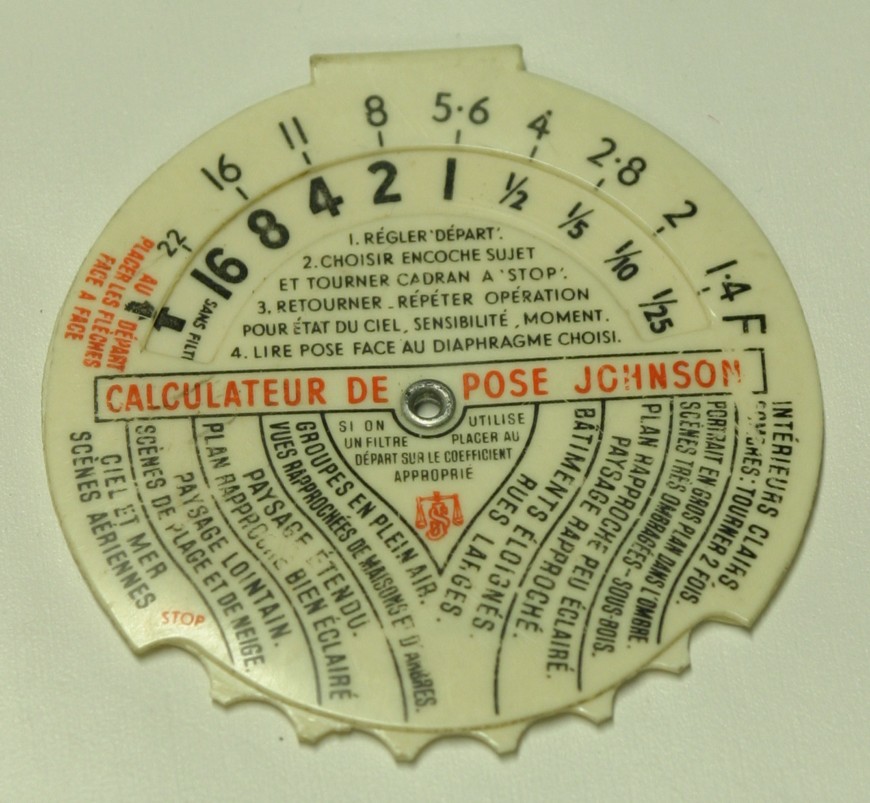 22 16 11 8 5·6 4 2·8 2 1·4 F
T 16 8 4 2 1 1/2 1/5 1/10 1/25
SANS FILT
AU DÉPART
PLACER LES FLÈCHES
FACE A FACE
1. RÉGLER 'DÉPART'.
2. CHOISIR ENCOCHE SUJET
ET TOURNER CADRAN A 'STOP'.
3. RETOURNER - RÉPÉTER OPÉRATION
POUR ÉTAT DU CIEL, SENSIBILITÉ, MOMENT.
4. LIRE POSE FACE AU DIAPHRAGME CHOISI.
CALCULATEUR DE POSE JOHNSON
SI ON UTILISE
UN FILTRE PLACER AU
DÉPART SUR LE COEFFICIENT
APPROPRIÉ
SCÈNES AÉRIENNES
CIEL ET MER
SCÈNES DE PLAGE ET DE NEIGE.
PAYSAGE LOINTAIN.
PLAN RAPPROCHÉ BIEN ÉCLAIRÉ
PAYSAGE ÉTENDU.
VUES RAPPROCHÉES DE MAISONS ET D'ARBRES.
GROUPES EN PLEIN AIR.
RUES LARGES.
BÂTIMENTS ÉLOIGNÉS.
PAYSAGE RAPPROCHÉ.
PLAN RAPPROCHÉ PEU ÉCLAIRÉ.
SCÈNES TRÈS OMBRAGÉES-SOUS-BOIS.
PORTRAIT EN GROS PLAN DANS L'OMBRE.
INTÉRIEURS CLAIRS
SOMBRES: TOURNER 2 FOIS.
STOP